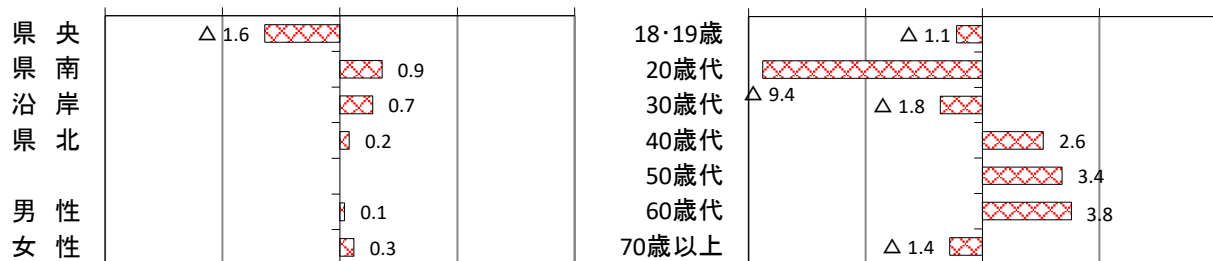 県 央 △ 1.6
県 南 0.9
沿 岸 0.7
県 北 0.2
男 性 0.1
女 性 0.3
18･19歳 △ 1.1
20歳代 △ 9.4
30歳代 △ 1.8
40歳代 2.6
50歳代 3.4
60歳代 3.8
70歳以上 △ 1.4